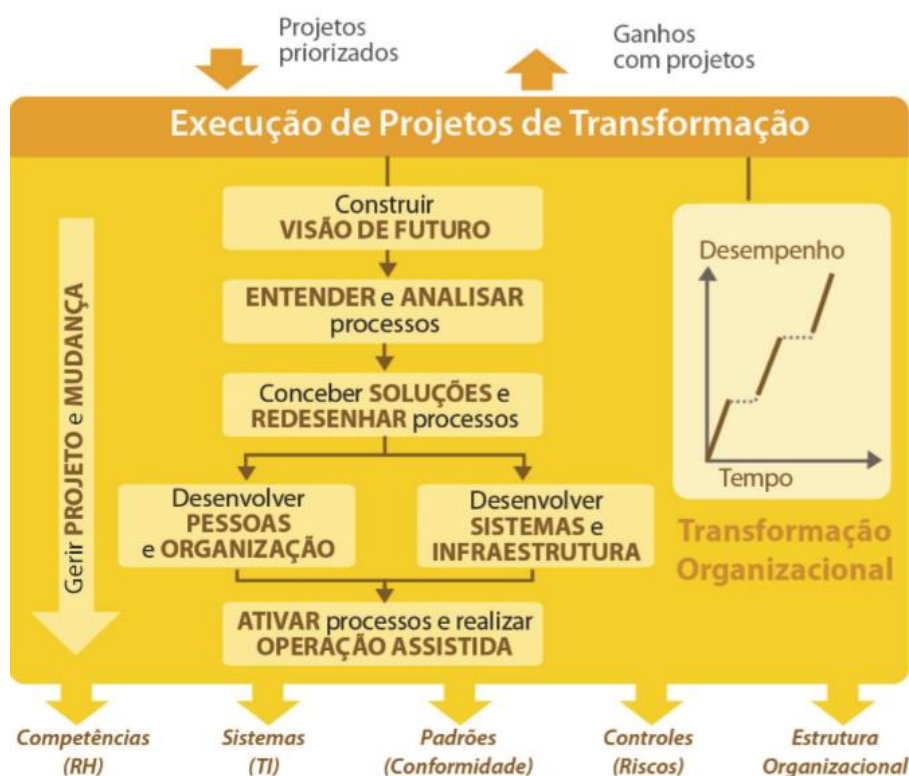 Projetos
priorizados
Ganhos
com projetos
Execução de Projetos de Transformação
Gerir PROJETO e MUDANÇA
Construir
VISÃO DE FUTURO
ENTENDER e ANALISAR
processos
Conceber SOLUÇÕES e
REDESENHAR processos
Desenvolver
PESSOAS
e ORGANIZAÇÃO
Desenvolver
SISTEMAS e
INFRAESTRUTURA
ATIVAR processos e realizar
OPERAÇÃO ASSISTIDA
Desempenho
Tempo
Transformação
Organizacional
Competências
(RH)
Sistemas
(TI)
Padrões
(Conformidade)
Controles
(Riscos)
Estrutura
Organizacional